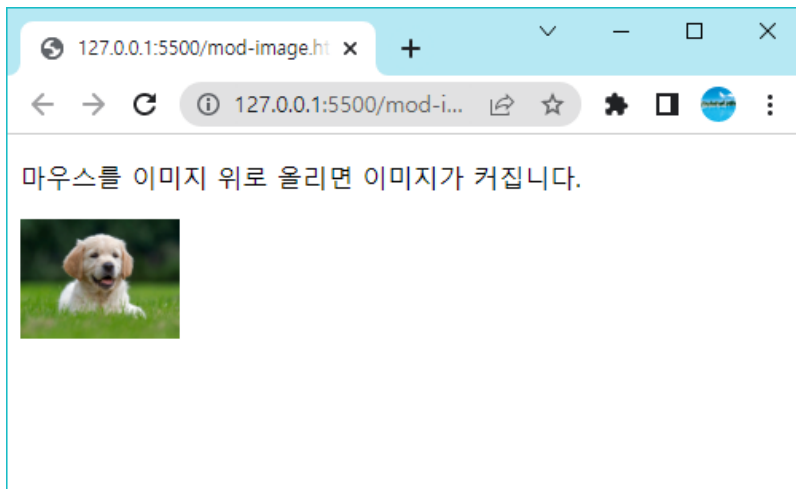 127.0.0.1:5500/mod-image.ht
127.0.0.1:5500/mod-i...
마우스를 이미지 위로 올리면 이미지가 커집니다.